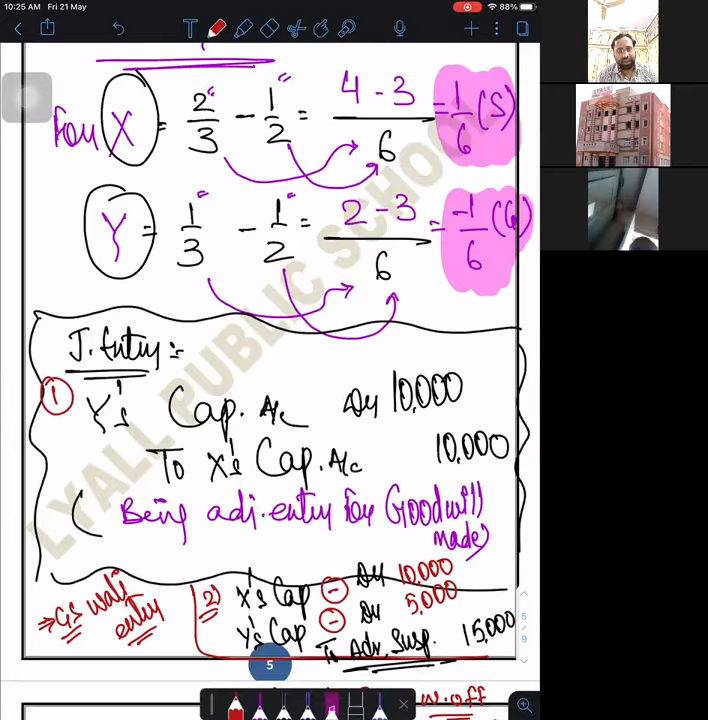 10:25 AM Fri 21 May
88%
For X = 2/3 - 1/2 = 4 - 3/6 = 1/6 (S)
Y = 1/3 - 1/2 = 2 - 3/6 = -1/6 (G)
LYALL PUBLIC SCHOOL
J. Entry :-
1 Y's Cap. A/c Dr 10,000
To X's Cap. A/c 10,000
( Being adj. entry for Goodwill
made)
2) X's Cap - Dr 10,000
Y's Cap - Dr 5,000
To Adv. Susp. 15,000
entry
5
5
9
w.off